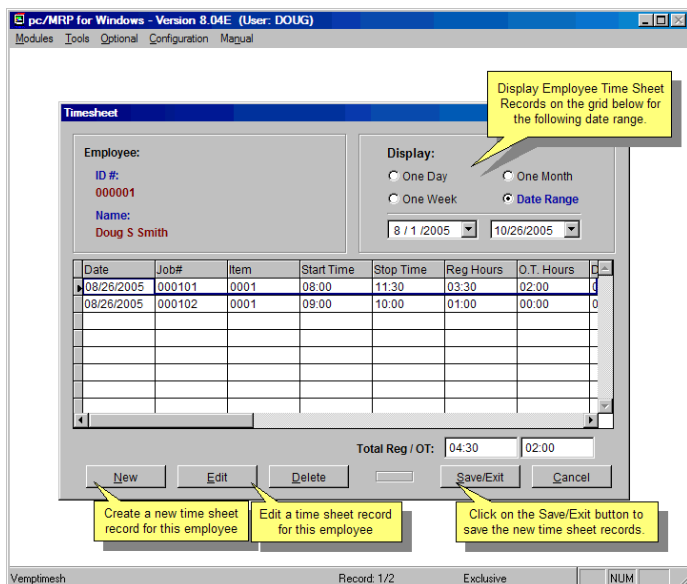 pc/MRP for Windows - Version 8.04E (User: DOUG)
Modules Tools Optional Configuration Manual
Display Employee Time Sheet
Records on the grid below for
the following date range.
Timesheet
Employee:
ID #:
000001
Name:
Doug S Smith
Display:
One Day One Month
One Week Date Range
8 / 1 /2005 10/26/2005
Date Job# Item Start Time Stop Time Reg Hours O.T. Hours D
08/26/2005 000101 0001 08:00 11:30 03:30 02:00 0
08/26/2005 000102 0001 09:00 10:00 01:00 00:00 0
Total Reg / OT: 04:30 02:00
New Edit Delete Save/Exit Cancel
Create a new time sheet
record for this employee
Edit a time sheet record
for this employee
Click on the Save/Exit button to
save the new time sheet records.
Vemptimesh Record: 1/2 Exclusive NUM